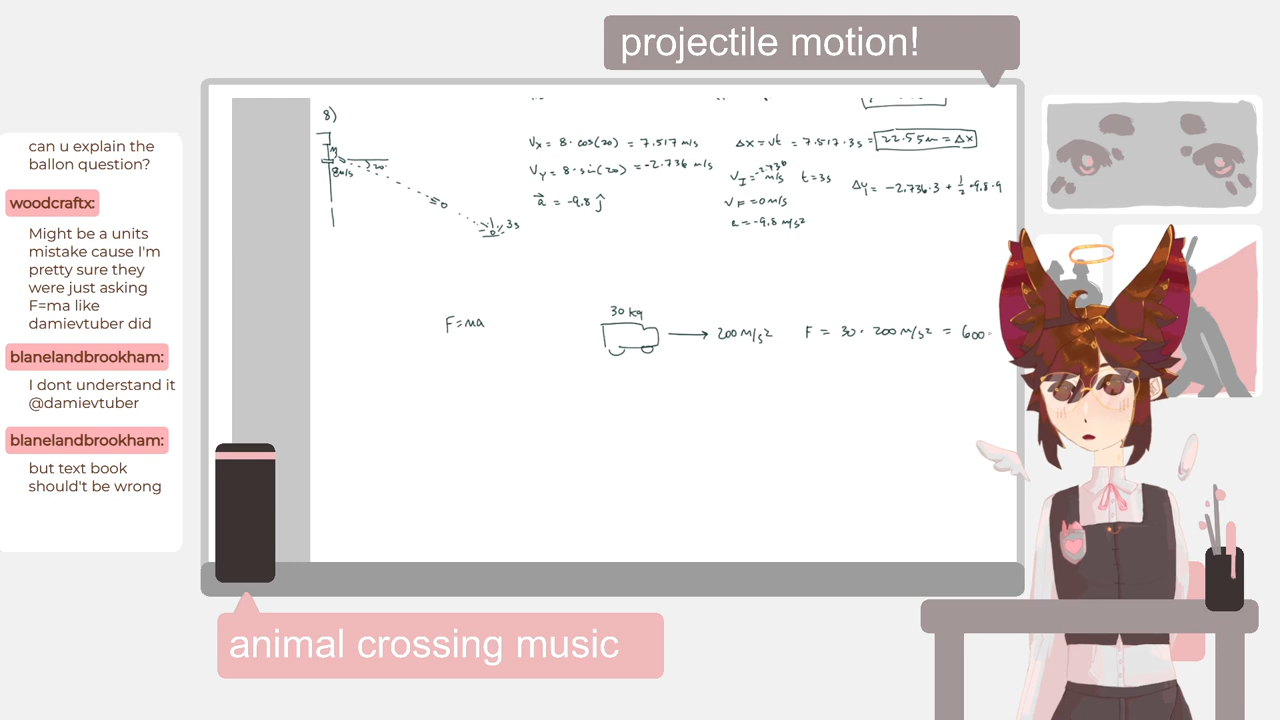 projectile motion!
can u explain the
ballon question?
woodcraftx:
Might be a units
mistake cause I'm
pretty sure they
were just asking
F=ma like
damievtuber did
blanelandbrookham:
I dont understand it
@damievtuber
blanelandbrookham:
but text book
should't be wrong
8)
8m/s
20
3s
Vx = 8·cos(20) = 7.517 m/s
Vy = 8·sin(20) = -2.736 m/s
a = -9.8 ĵ
Δx = vt = 7.517·3s = 22.55m = Δx
VI = -2.736 m/s t=3s
VF = 0 m/s
a = -9.8 m/s²
Δy = -2.736·3 + 1/2·9.8·9
F=ma
30 kg
200 m/s²
F = 30 · 200 m/s² = 600
animal crossing music